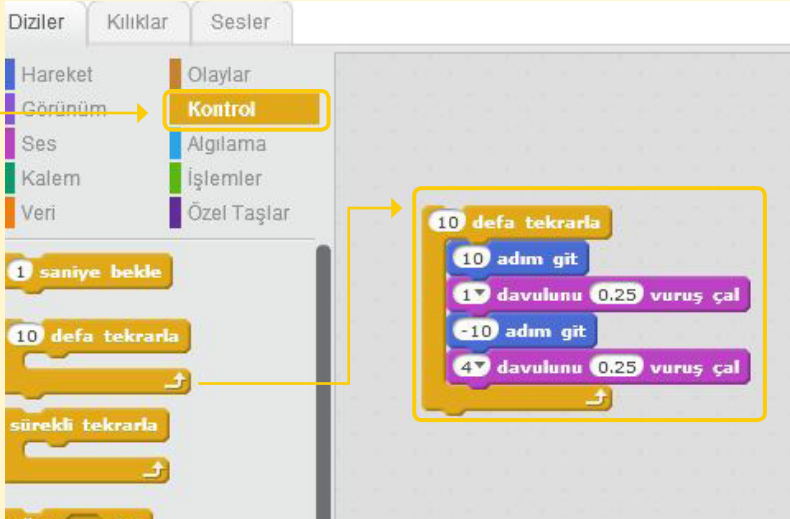 Diziler Kılıklar Sesler
Hareket Olaylar
Görünüm Kontrol
Ses Algılama
Kalem İşlemler
Veri Özel Taşlar
1 saniye bekle
10 defa tekrarla
sürekli tekrarla
10 defa tekrarla
10 adım git
1 davulunu 0.25 vuruş çal
-10 adım git
4 davulunu 0.25 vuruş çal